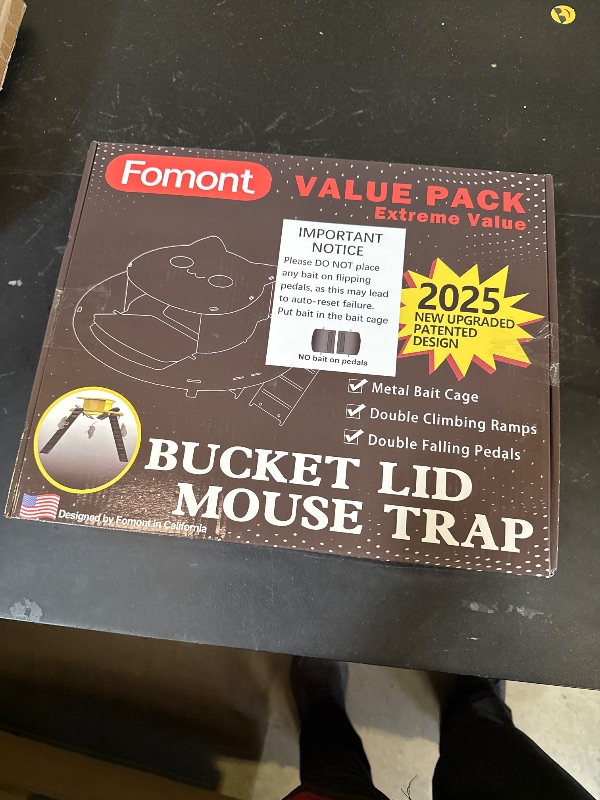 Fomont
VALUE PACK
Extreme Value
IMPORTANT
NOTICE
Please DO NOT place
any bait on flipping
pedals, as this may lead
to auto-reset failure.
Put bait in the bait cage
NO bait on pedals
2025
NEW UPGRADED
PATENTED
DESIGN
Metal Bait Cage
Double Climbing Ramps
Double Falling Pedals
BUCKET LID
MOUSE TRAP
Designed by Fomont in California